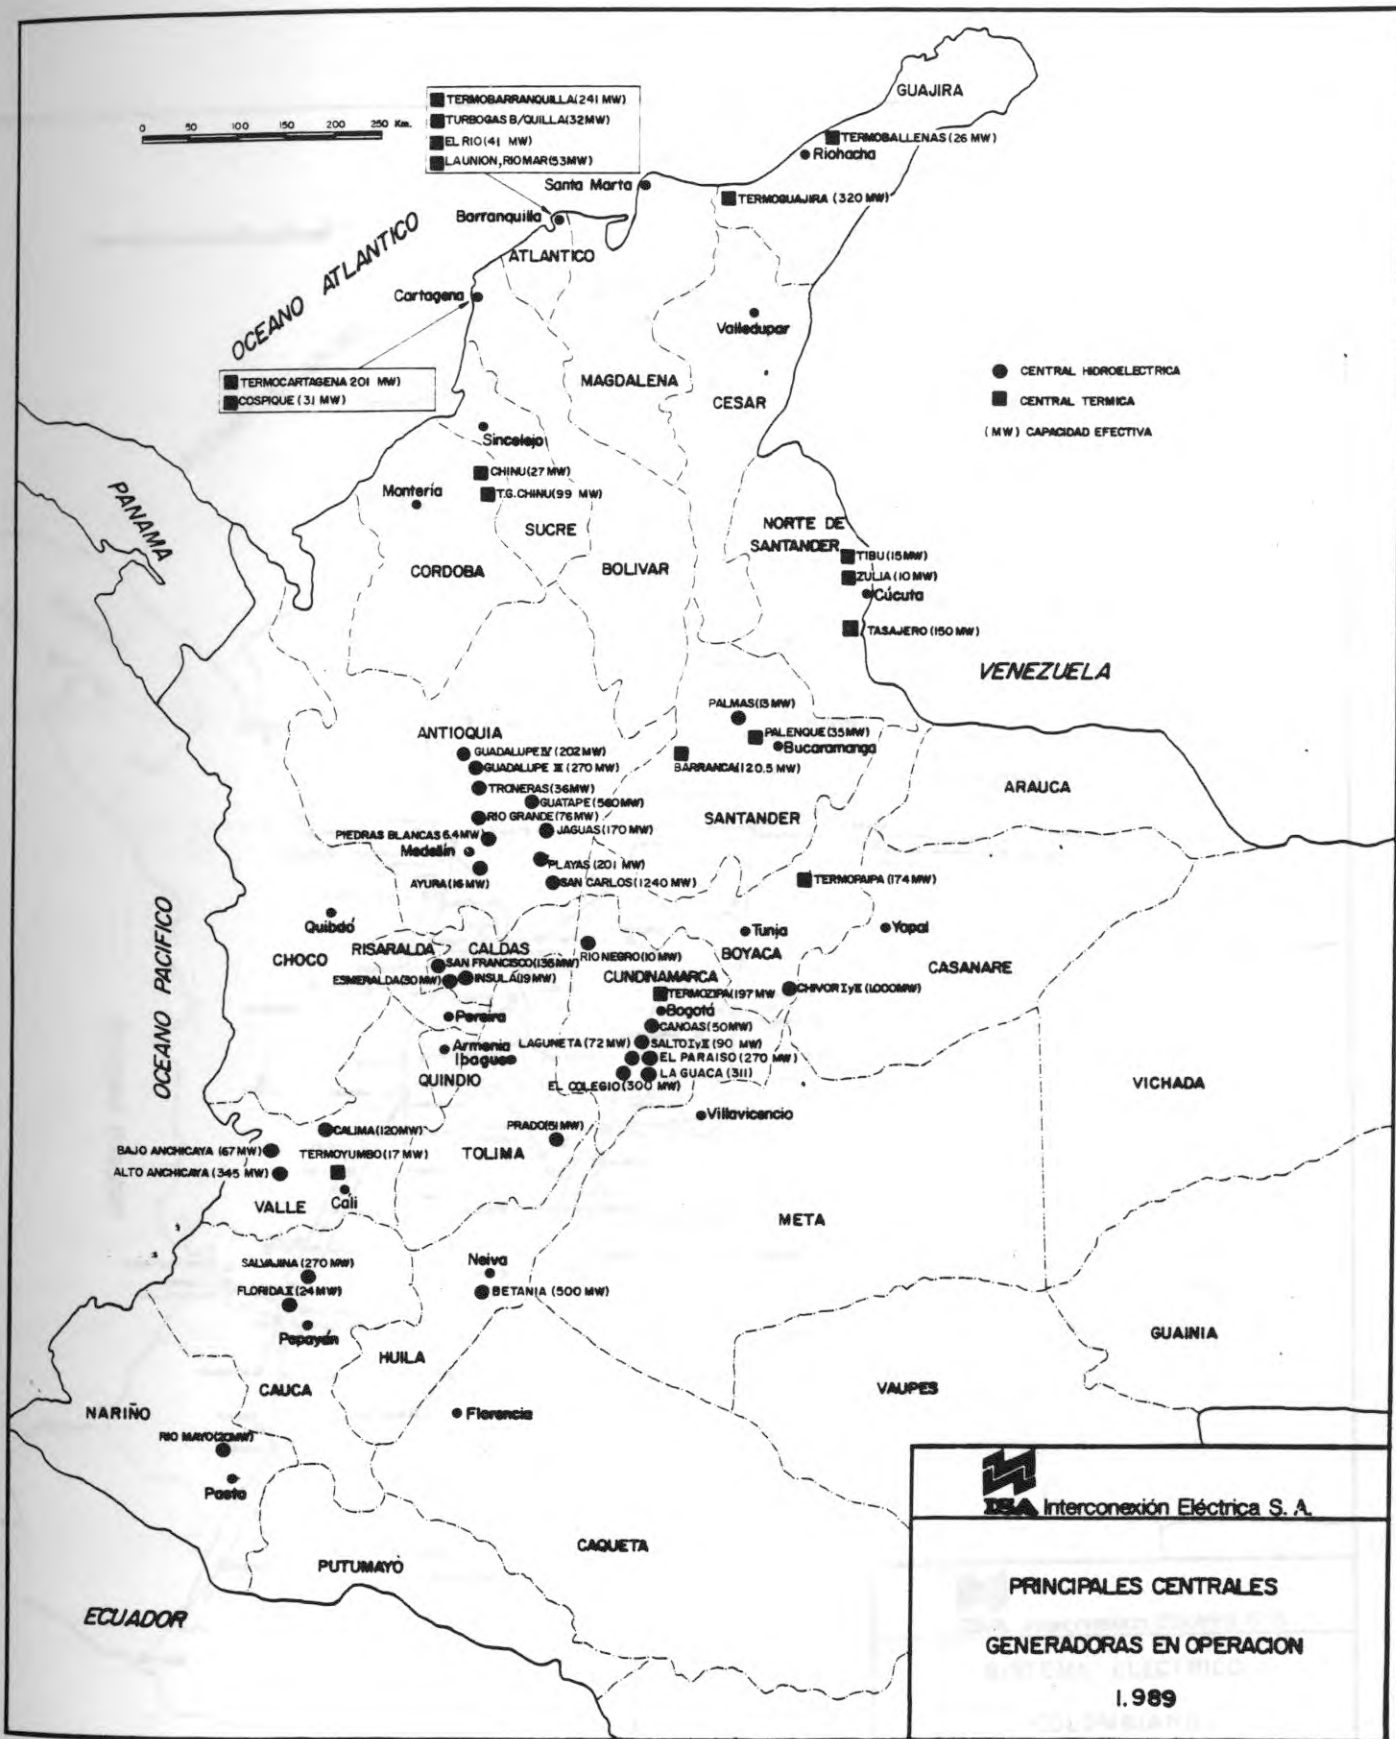 GUAJIRA
TERMOBARRANQUILLA(241 MW)
TURBOGAS B/QUILLA(32MW)
EL RIO(41 MW)
LA UNION, RIOMAR(53MW)
0 50 100 150 200 250 Km.
TERMOBALLENAS (26 MW)
Riohacha
Santa Marta
TERMOGUAJIRA (320 MW)
Barranquilla
ATLANTICO
OCEANO ATLANTICO
Cartagena
Valledupar
TERMOCARTAGENA 201 MW)
COSPIQUE (31 MW)
MAGDALENA
CESAR
CENTRAL HIDROELECTRICA
CENTRAL TERMICA
(MW) CAPACIDAD EFECTIVA
Sincelejo
CHINU(27 MW)
T.G. CHINU(99 MW)
Montería
PANAMA
SUCRE
CORDOBA
BOLIVAR
NORTE DE
SANTANDER
TIBU(15MW)
ZULIA(10 MW)
Cúcuta
TASAJERO(150 MW)
VENEZUELA
PALMAS(13 MW)
PALENQUE(35MW)
Bucaramanga
BARRANCA(120.5 MW)
ANTIOQUIA
GUADALUPE IV (202MW)
GUADALUPE III (270 MW)
TRONERAS(36MW)
GUATAPE(560MW)
RIO GRANDE(76 MW)
JAGUAS(170 MW)
PIEDRAS BLANCAS 6.4MW)
Medellín
PLAYAS (201 MW)
AYURA(16 MW)
SAN CARLOS(1240 MW)
SANTANDER
ARAUCA
TERMOPAIPA (174MW)
Quibdó
Tunja
Yopal
BOYACA
CASANARE
OCEANO PACIFICO
CHOCO
RISARALDA
CALDAS
SAN FRANCISCO(135MW)
ESMERALDA(30 MW)
INSULA(19 MW)
RIO NEGRO(10 MW)
CUNDINAMARCA
TERMOZIPA(197 MW
CHIVOR I y II (1.000MW)
Bogotá
Pereira
CANOAS(50MW)
Armenia
Ibague
LAGUNETA (72 MW)
SALTO I y II (90 MW)
EL PARAISO(270 MW)
LA GUACA (311)
EL COLEGIO(300 MW)
QUINDIO
VICHADA
Villavicencio
CALIMA(120MW)
PRADO(51 MW)
TOLIMA
BAJO ANCHICAYA (67 MW)
TERMOYUMBO(17 MW)
ALTO ANCHICAYA (345 MW)
VALLE
Cali
META
SALVAJINA (270 MW)
Neiva
FLORIDA II (24 MW)
BETANIA (500 MW)
Popayán
HUILA
GUAINIA
CAUCA
VAUPES
NARIÑO
Florencia
RIO MAYO(20MW)
Pasto
CAQUETA
PUTUMAYO
ECUADOR
ISA Interconexión Eléctrica S. A.
PRINCIPALES CENTRALES
GENERADORAS EN OPERACION
1.989